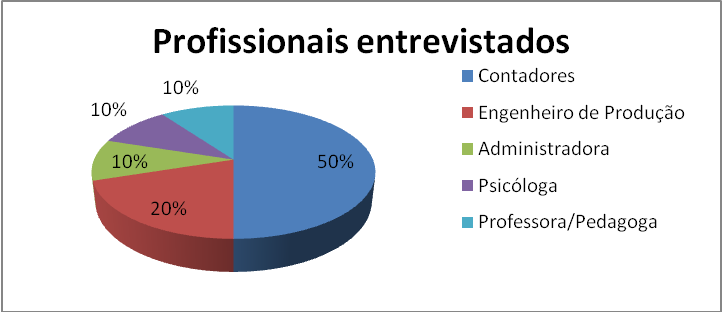 Profissionais entrevistados
10%
10%
10%
20%
50%
Contadores
Engenheiro de Produção
Administradora
Psicóloga
Professora/Pedagoga